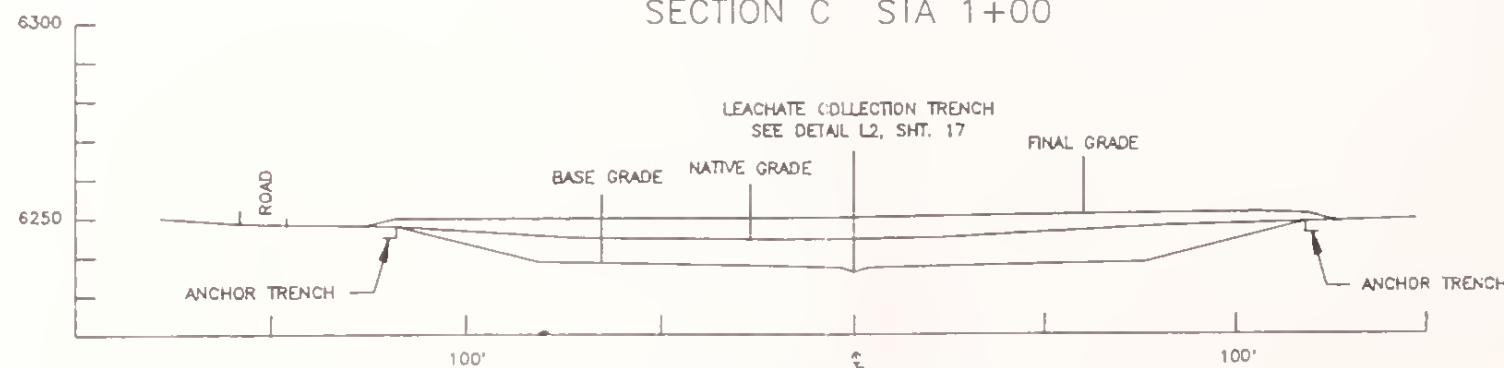 SECTION C STA 1+00
6300
LEACHATE COLLECTION TRENCH
SEE DETAIL L2, SHT. 17
FINAL GRADE
NATIVE GRADE
BASE GRADE
ROAD
6250
ANCHOR TRENCH
ANCHOR TRENCH
100'
100'